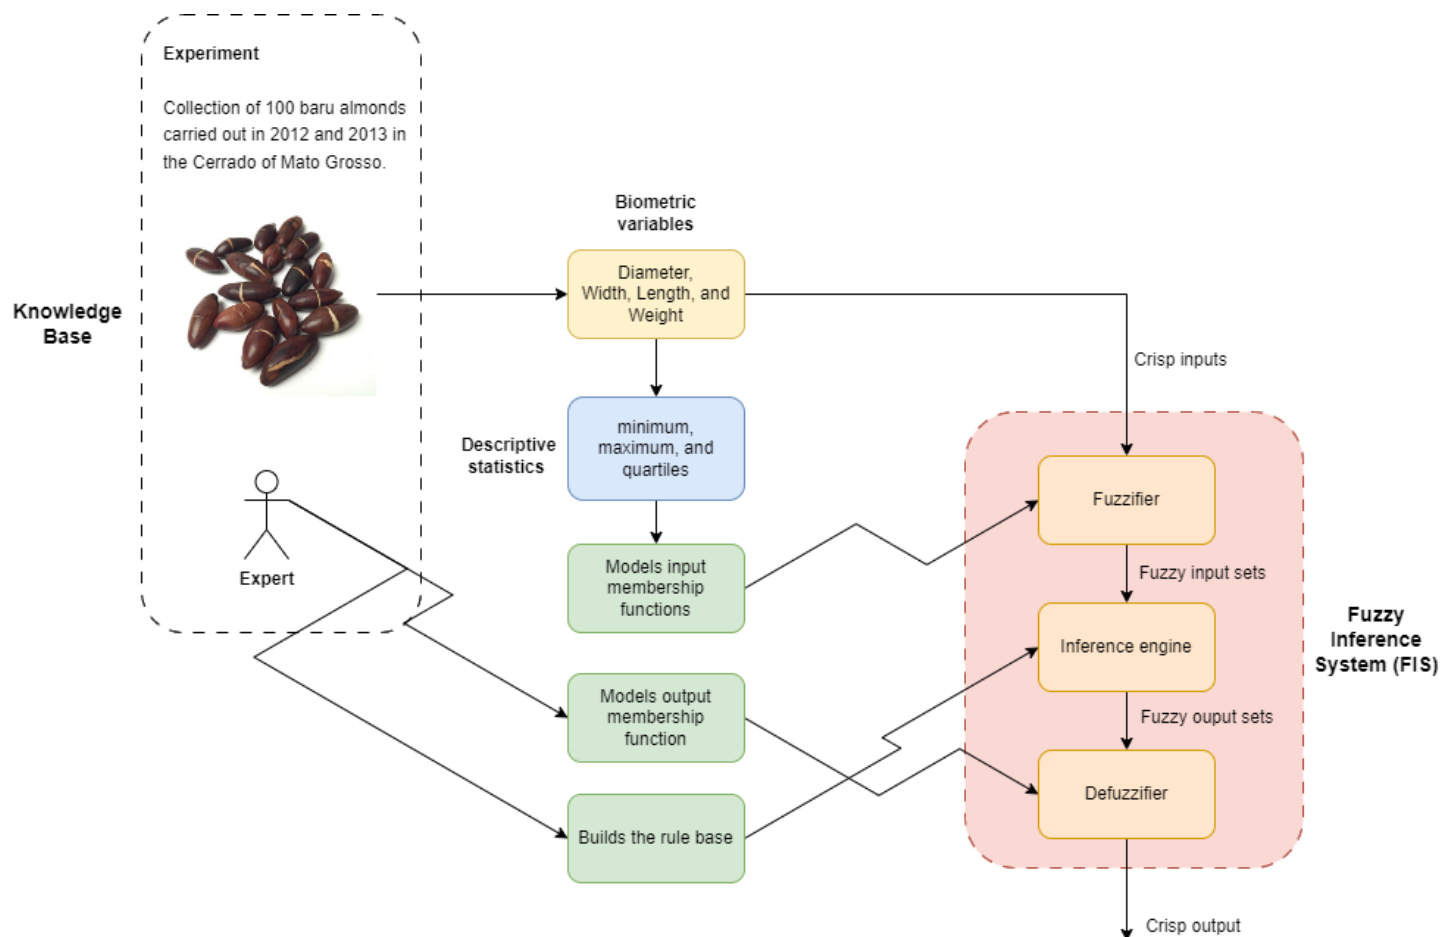 Experiment
Collection of 100 baru almonds
carried out in 2012 and 2013 in
the Cerrado of Mato Grosso.
Knowledge
Base
Expert
Biometric
variables
Diameter,
Width, Length, and
Weight
Descriptive
statistics
minimum,
maximum, and
quartiles
Models input
membership
functions
Models output
membership
function
Builds the rule base
Crisp inputs
Fuzzifier
Fuzzy input sets
Inference engine
Fuzzy ouput sets
Defuzzifier
Crisp output
Fuzzy
Inference
System (FIS)